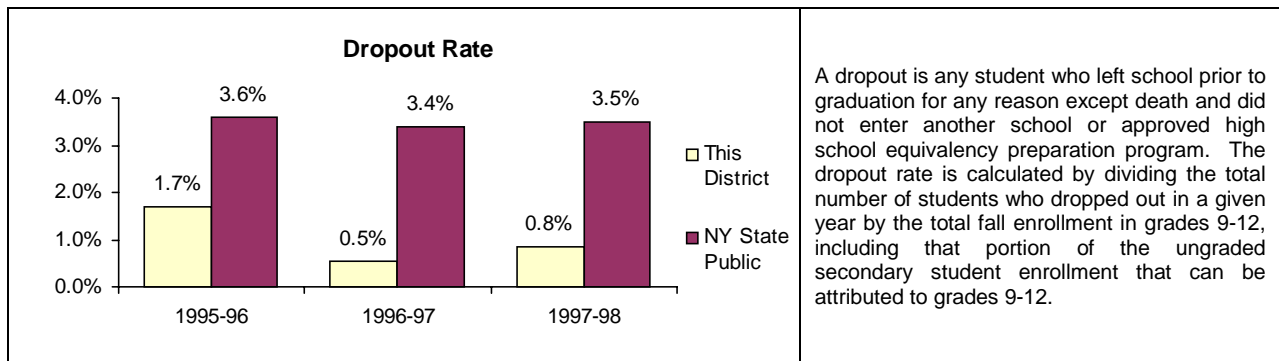 Dropout Rate
4.0%
3.0%
2.0%
1.0%
0.0%
1.7%
3.6%
0.5%
3.4%
0.8%
3.5%
1995-96
1996-97
1997-98
This
District
NY State
Public
A dropout is any student who left school prior to
graduation for any reason except death and did
not enter another school or approved high
school equivalency preparation program. The
dropout rate is calculated by dividing the total
number of students who dropped out in a given
year by the total fall enrollment in grades 9-12,
including that portion of the ungraded
secondary student enrollment that can be
attributed to grades 9-12.